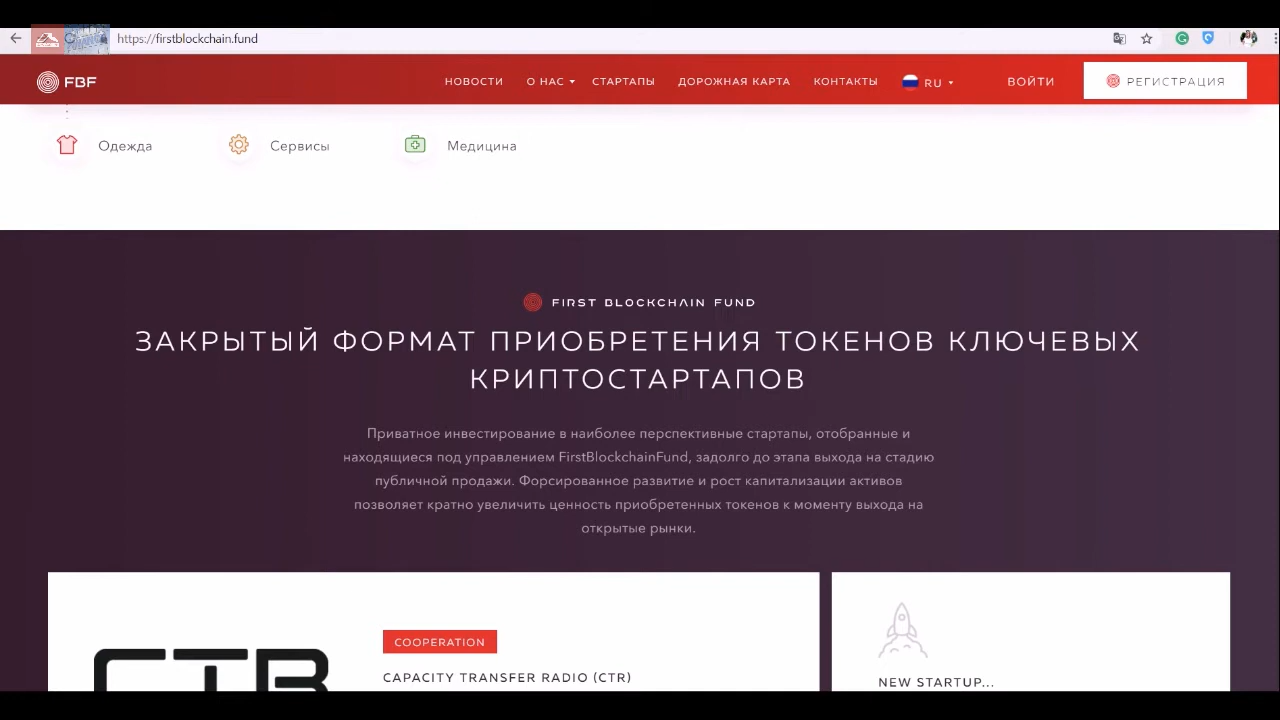 https://firstblockchain.fund
FBF
НОВОСТИ
О НАС
СТАРТАПЫ
ДОРОЖНАЯ КАРТА
КОНТАКТЫ
RU
ВОЙТИ
РЕГИСТРАЦИЯ
Одежда
Сервисы
Медицина
FIRST BLOCKCHAIN FUND
ЗАКРЫТЫЙ ФОРМАТ ПРИОБРЕТЕНИЯ ТОКЕНОВ КЛЮЧЕВЫХ
КРИПТОСТАРТАПОВ
Приватное инвестирование в наиболее перспективные стартапы, отобранные и
находящиеся под управлением FirstBlockchainFund, задолго до этапа выхода на стадию
публичной продажи. Форсированное развитие и рост капитализации активов
позволяет кратно увеличить ценность приобретенных токенов к моменту выхода на
открытые рынки.
CTR
COOPERATION
CAPACITY TRANSFER RADIO (CTR)
NEW STARTUP...